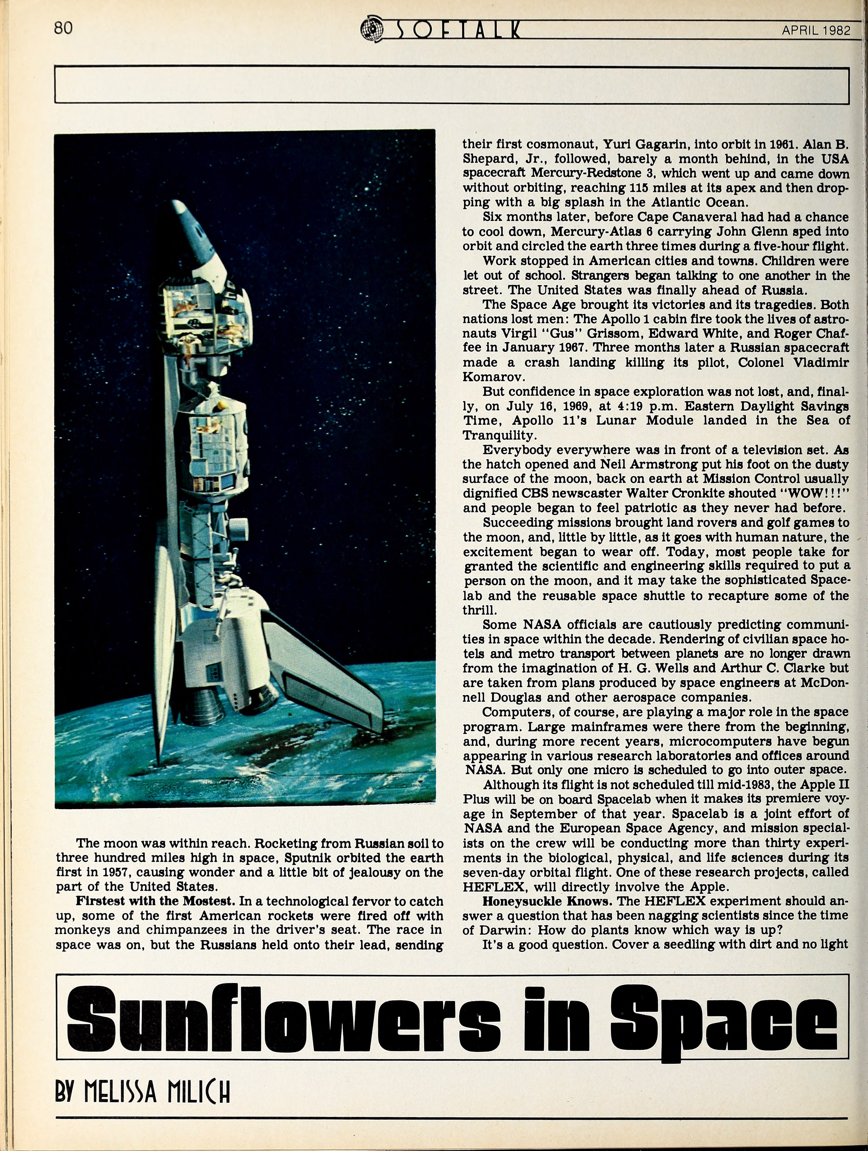 80
SOFTALK
APRIL 1982
The moon was within reach. Rocketing from Russian soil to
three hundred miles high in space, Sputnik orbited the earth
first in 1957, causing wonder and a little bit of jealousy on the
part of the United States.
Firstest with the Mostest. In a technological fervor to catch
up, some of the first American rockets were fired off with
monkeys and chimpanzees in the driver's seat. The race in
space was on, but the Russians held onto their lead, sending
their first cosmonaut, Yuri Gagarin, into orbit in 1961. Alan B.
Shepard, Jr., followed, barely a month behind, in the USA
spacecraft Mercury-Redstone 3, which went up and came down
without orbiting, reaching 115 miles at its apex and then drop-
ping with a big splash in the Atlantic Ocean.
Six months later, before Cape Canaveral had had a chance
to cool down, Mercury-Atlas 6 carrying John Glenn sped into
orbit and circled the earth three times during a five-hour flight.
Work stopped in American cities and towns. Children were
let out of school. Strangers began talking to one another in the
street. The United States was finally ahead of Russia.
The Space Age brought its victories and its tragedies. Both
nations lost men: The Apollo 1 cabin fire took the lives of astro-
nauts Virgil "Gus" Grissom, Edward White, and Roger Chaf-
fee in January 1967. Three months later a Russian spacecraft
made a crash landing killing its pilot, Colonel Vladimir
Komarov.
But confidence in space exploration was not lost, and, final-
ly, on July 16, 1969, at 4:19 p.m. Eastern Daylight Savings
Time, Apollo 11's Lunar Module landed in the Sea of
Tranquility.
Everybody everywhere was in front of a television set. As
the hatch opened and Neil Armstrong put his foot on the dusty
surface of the moon, back on earth at Mission Control usually
dignified CBS newscaster Walter Cronkite shouted "WOW!!!"
and people began to feel patriotic as they never had before.
Succeeding missions brought land rovers and golf games to
the moon, and, little by little, as it goes with human nature, the
excitement began to wear off. Today, most people take for
granted the scientific and engineering skills required to put a
person on the moon, and it may take the sophisticated Space-
lab and the reusable space shuttle to recapture some of the
thrill.
Some NASA officials are cautiously predicting communi-
ties in space within the decade. Rendering of civilian space ho-
tels and metro transport between planets are no longer drawn
from the imagination of H. G. Wells and Arthur C. Clarke but
are taken from plans produced by space engineers at McDon-
nell Douglas and other aerospace companies.
Computers, of course, are playing a major role in the space
program. Large mainframes were there from the beginning,
and, during more recent years, microcomputers have begun
appearing in various research laboratories and offices around
NASA. But only one micro is scheduled to go into outer space.
Although its flight is not scheduled till mid-1983, the Apple II
Plus will be on board Spacelab when it makes its premiere voy-
age in September of that year. Spacelab is a joint effort of
NASA and the European Space Agency, and mission special-
ists on the crew will be conducting more than thirty experi-
ments in the biological, physical, and life sciences during its
seven-day orbital flight. One of these research projects, called
HEFLEX, will directly involve the Apple.
Honeysuckle Knows. The HEFLEX experiment should an-
swer a question that has been nagging scientists since the time
of Darwin: How do plants know which way is up?
It's a good question. Cover a seedling with dirt and no light
Sunflowers in Space
BY MELISSA MILICH